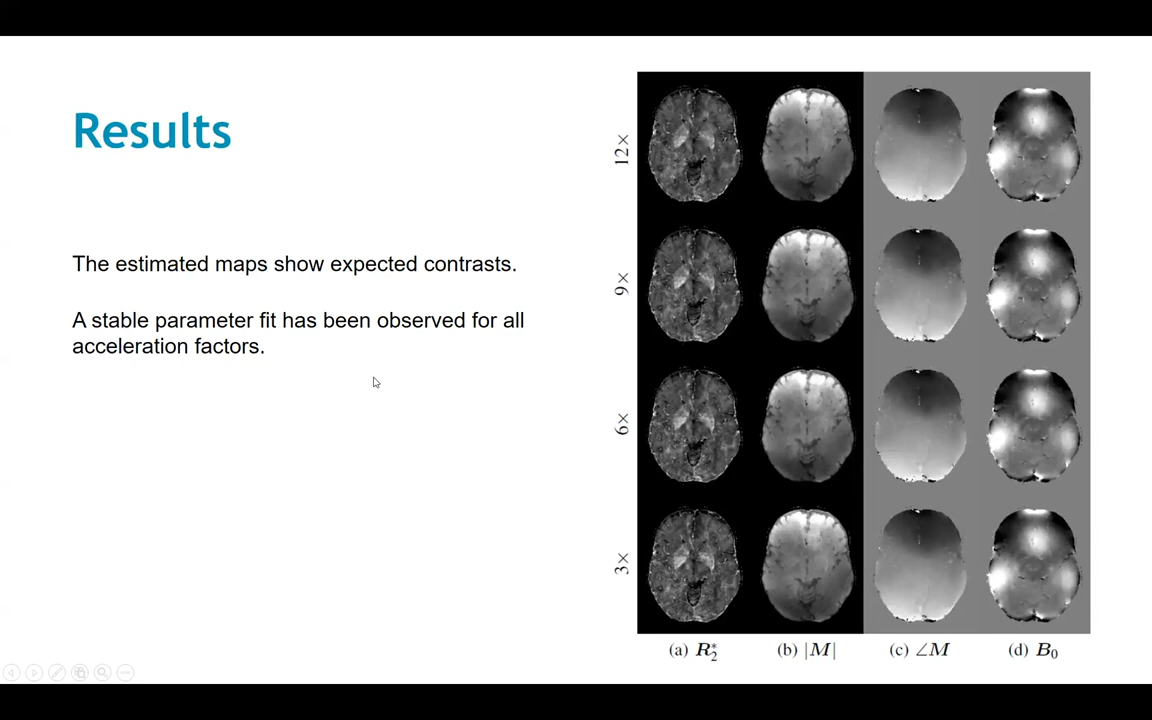 Results
The estimated maps show expected contrasts.
A stable parameter fit has been observed for all
acceleration factors.
12×
9×
6×
3×
(a) R₂* (b) |M| (c) ∠M (d) B₀